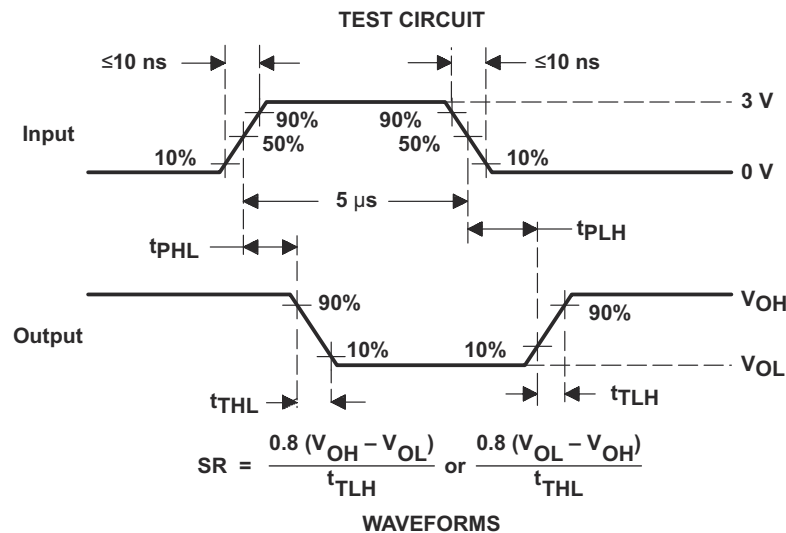 TEST CIRCUIT
≤10 ns
≤10 ns
3 V
90%
90%
Input
50%
50%
10%
10%
0 V
5 µs
tPHL
tPLH
VOH
90%
90%
Output
10%
10%
VOL
tTHL
tTLH
SR = 0.8 (VOH – VOL) / tTLH or 0.8 (VOL – VOH) / tTHL
WAVEFORMS